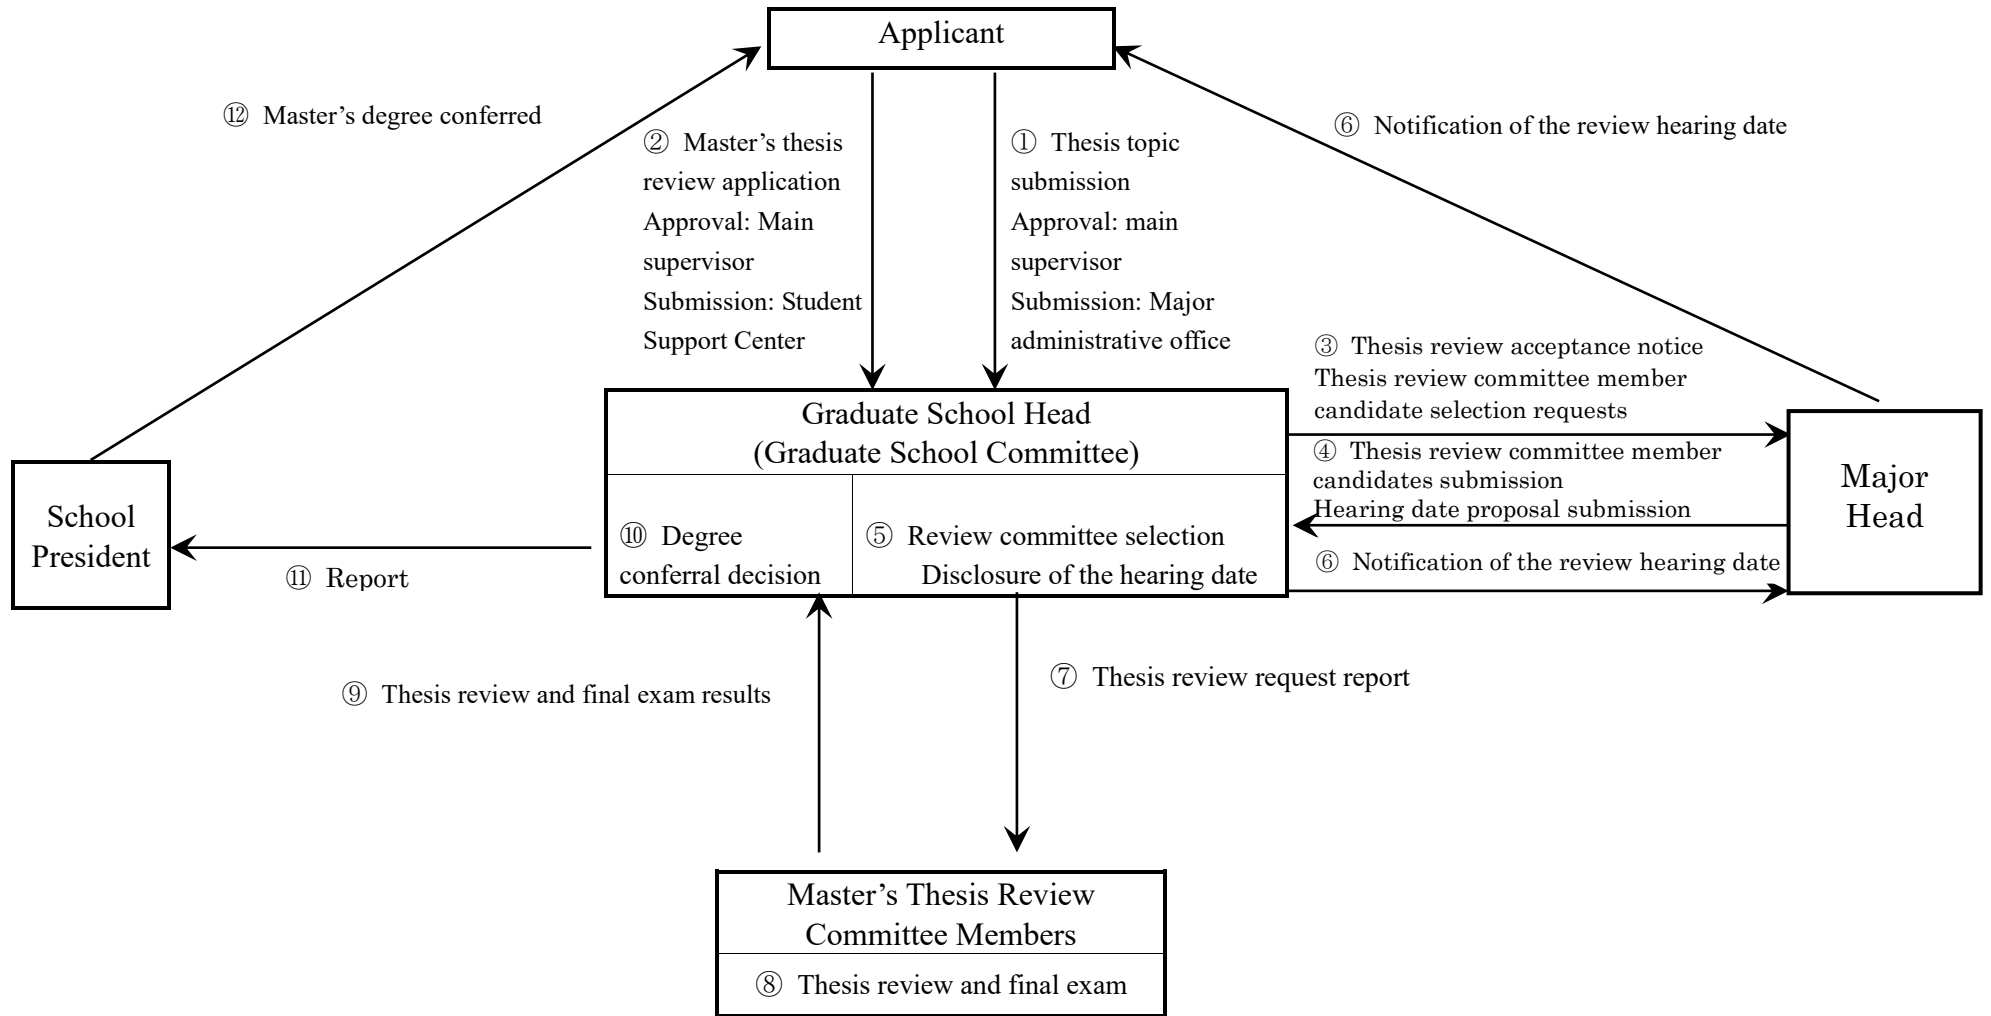 Applicant
⑫ Master’s degree conferred
② Master’s thesis
review application
Approval: Main
supervisor
Submission: Student
Support Center
① Thesis topic
submission
Approval: main
supervisor
Submission: Major
administrative office
⑥ Notification of the review hearing date
③ Thesis review acceptance notice
Thesis review committee member
candidate selection requests
Graduate School Head
(Graduate School Committee)
④ Thesis review committee member
candidates submission
Hearing date proposal submission
Major
Head
School
President
⑩ Degree
conferral decision
⑤ Review committee selection
Disclosure of the hearing date
⑥ Notification of the review hearing date
⑪ Report
⑨ Thesis review and final exam results
⑦ Thesis review request report
Master’s Thesis Review
Committee Members
⑧ Thesis review and final exam